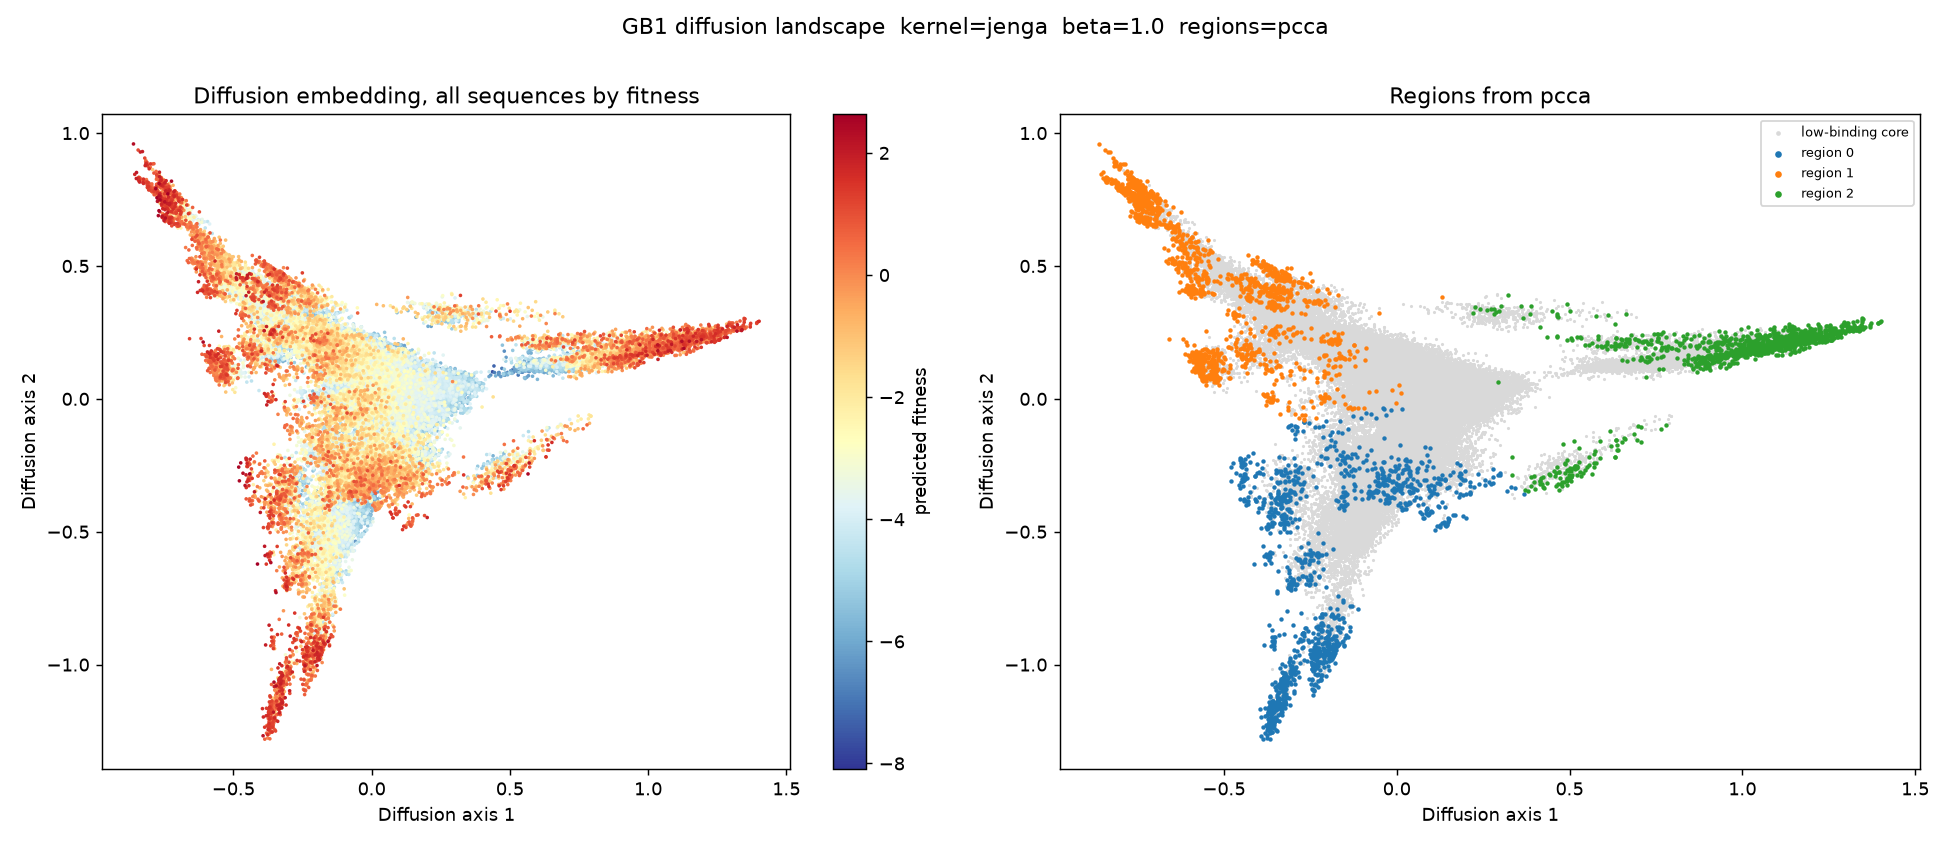 GB1 diffusion landscape  kernel=jenga  beta=1.0  regions=pcca
Diffusion embedding, all sequences by fitness
1.0
0.5
0.0
−0.5
−1.0
Diffusion axis 2
−0.5
0.0
0.5
1.0
1.5
Diffusion axis 1
2
0
−2
−4
−6
−8
predicted fitness
Regions from pcca
1.0
0.5
0.0
−0.5
−1.0
Diffusion axis 2
−0.5
0.0
0.5
1.0
1.5
Diffusion axis 1
low-binding core
region 0
region 1
region 2